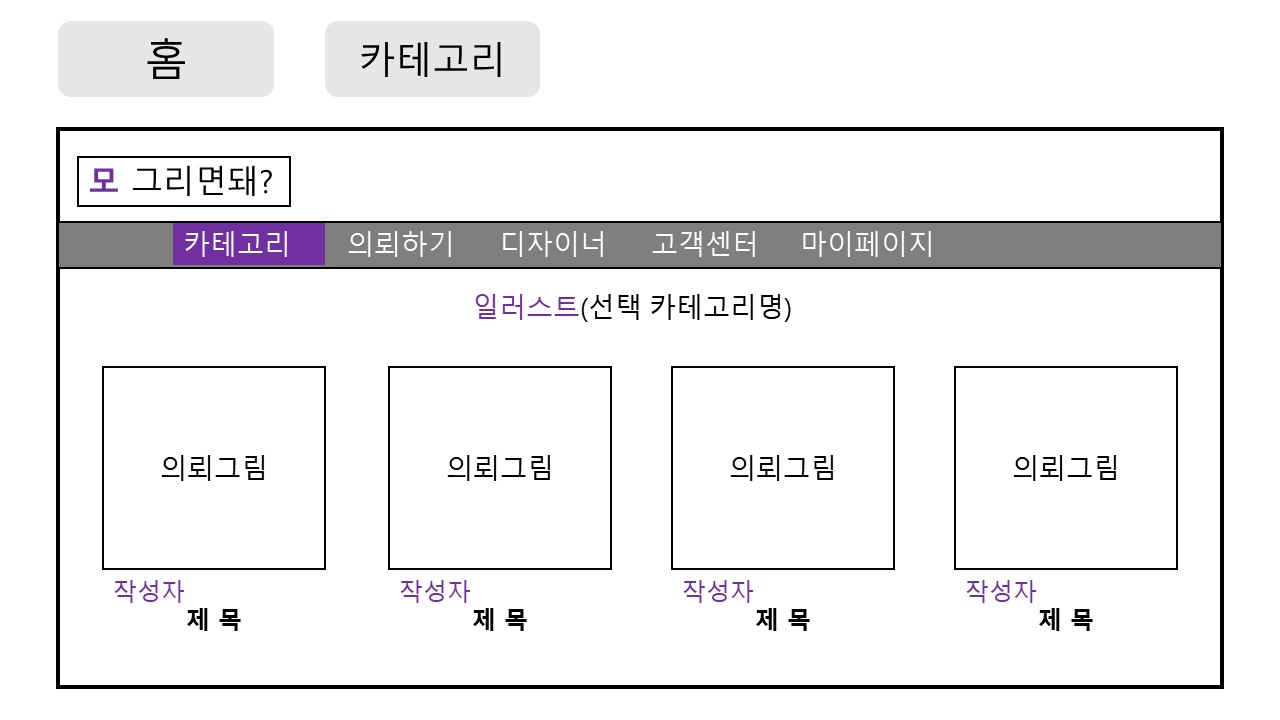 홈 카테고리
모 그리면돼?
카테고리 의뢰하기 디자이너 고객센터 마이페이지
일러스트(선택 카테고리명)
의뢰그림 의뢰그림 의뢰그림 의뢰그림
작성자 작성자 작성자 작성자
제 목 제 목 제 목 제 목